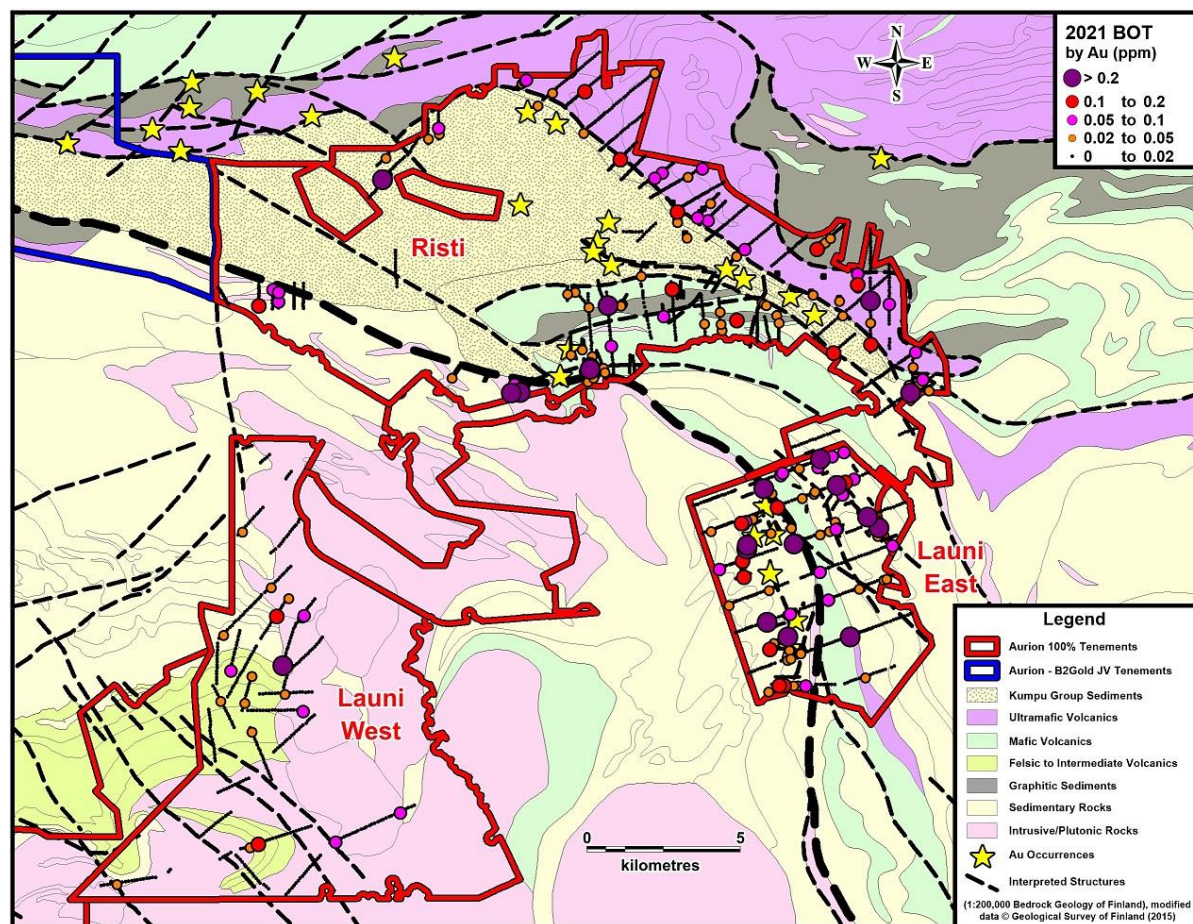 2021 BOT
by Au (ppm)
> 0.2
0.1 to 0.2
0.05 to 0.1
0.02 to 0.05
0 to 0.02
N
W E
S
Risti
Launi
East
Launi
West
0 5
kilometres
Legend
Aurion 100% Tenements
Aurion - B2Gold JV Tenements
Kumpu Group Sediments
Ultramafic Volcanics
Mafic Volcanics
Felsic to Intermediate Volcanics
Graphitic Sediments
Sedimentary Rocks
Intrusive/Plutonic Rocks
Au Occurrences
Interpreted Structures
(1:200,000 Bedrock Geology of Finland), modified
data © Geological Survey of Finland (2015)